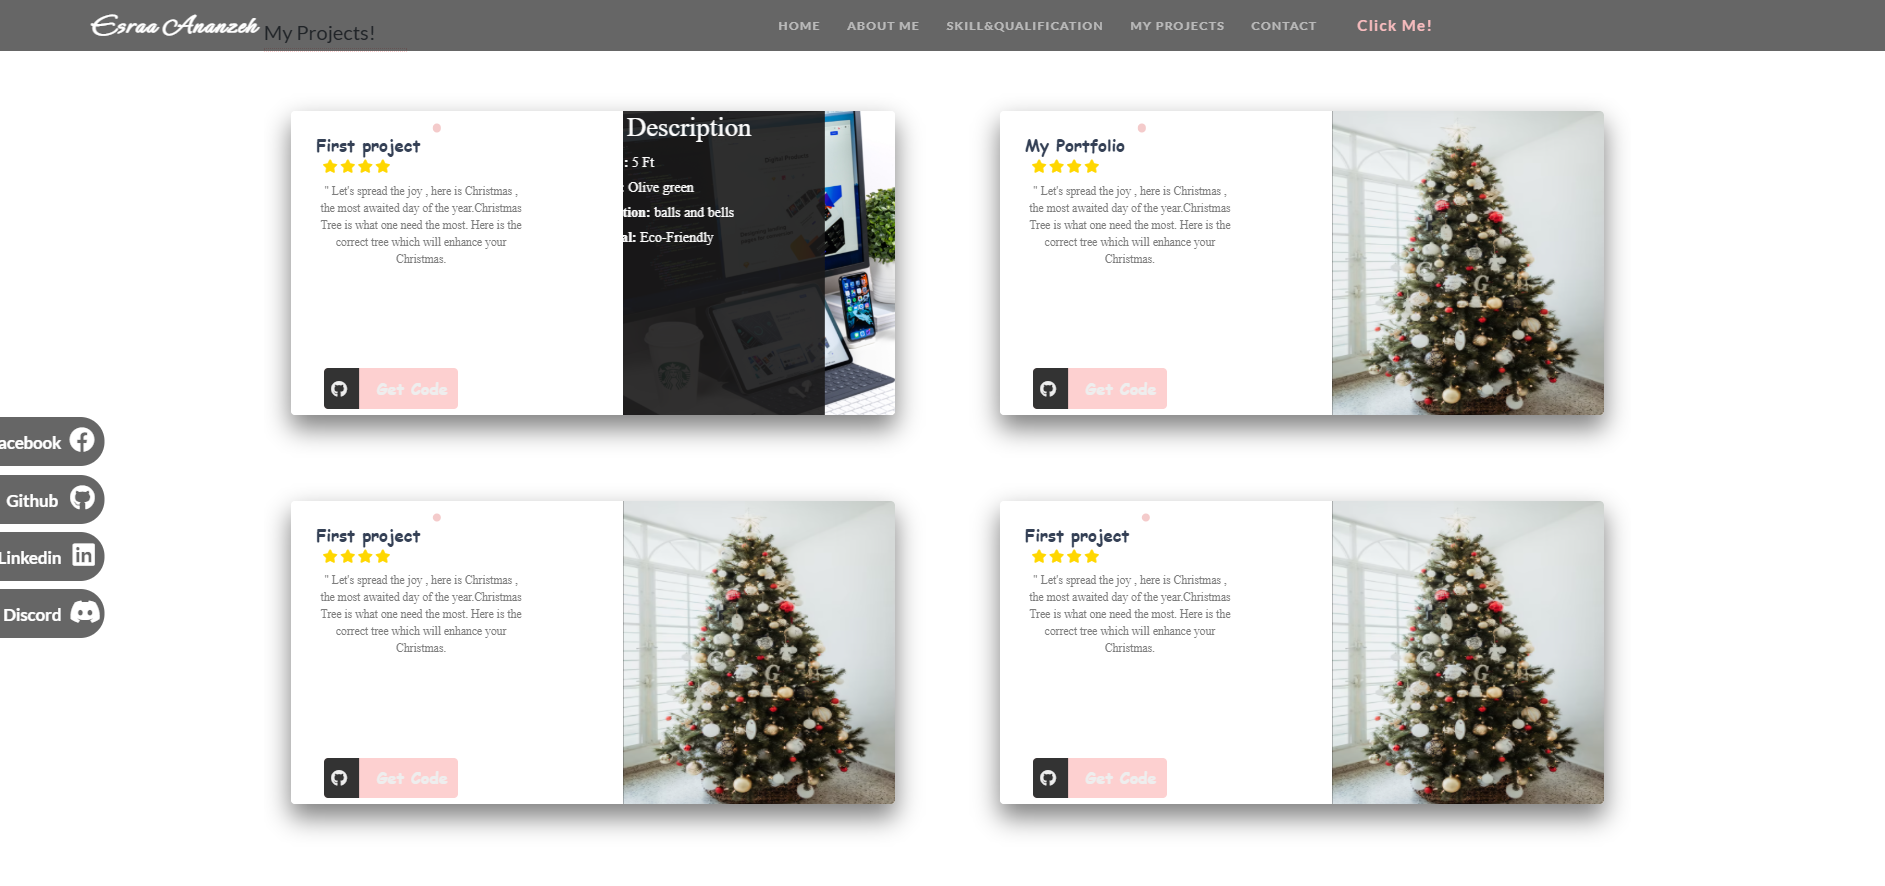 Esraa Ananzeh
My Projects!
HOME ABOUT ME SKILL&QUALIFICATION MY PROJECTS CONTACT Click Me!
First project
" Let's spread the joy , here is Christmas ,
the most awaited day of the year.Christmas
Tree is what one need the most. Here is the
correct tree which will enhance your
Christmas.
Get Code
Description
: 5 Ft
: Olive green
tion: balls and bells
al: Eco-Friendly
My Portfolio
" Let's spread the joy , here is Christmas ,
the most awaited day of the year.Christmas
Tree is what one need the most. Here is the
correct tree which will enhance your
Christmas.
Get Code
acebook
Github
Linkedin
Discord
First project
" Let's spread the joy , here is Christmas ,
the most awaited day of the year.Christmas
Tree is what one need the most. Here is the
correct tree which will enhance your
Christmas.
Get Code
First project
" Let's spread the joy , here is Christmas ,
the most awaited day of the year.Christmas
Tree is what one need the most. Here is the
correct tree which will enhance your
Christmas.
Get Code